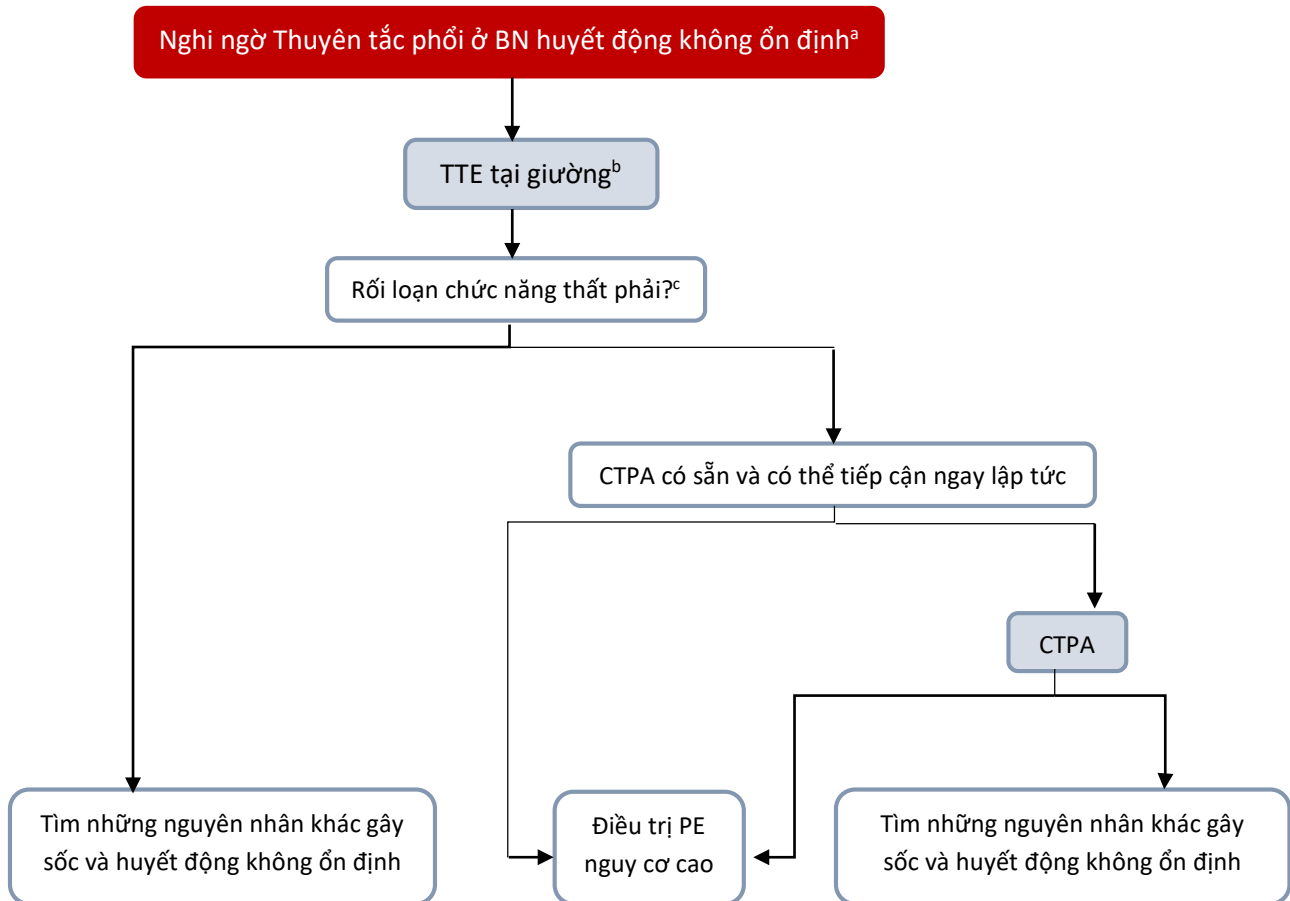 Nghi ngờ Thuyên tắc phổi ở BN huyết động không ổn địnhᵃ
TTE tại giườngᵇ
Rối loạn chức năng thất phải?ᶜ
CTPA có sẵn và có thể tiếp cận ngay lập tức
CTPA
Tìm những nguyên nhân khác gây
sốc và huyết động không ổn định
Điều trị PE
nguy cơ cao
Tìm những nguyên nhân khác gây
sốc và huyết động không ổn định